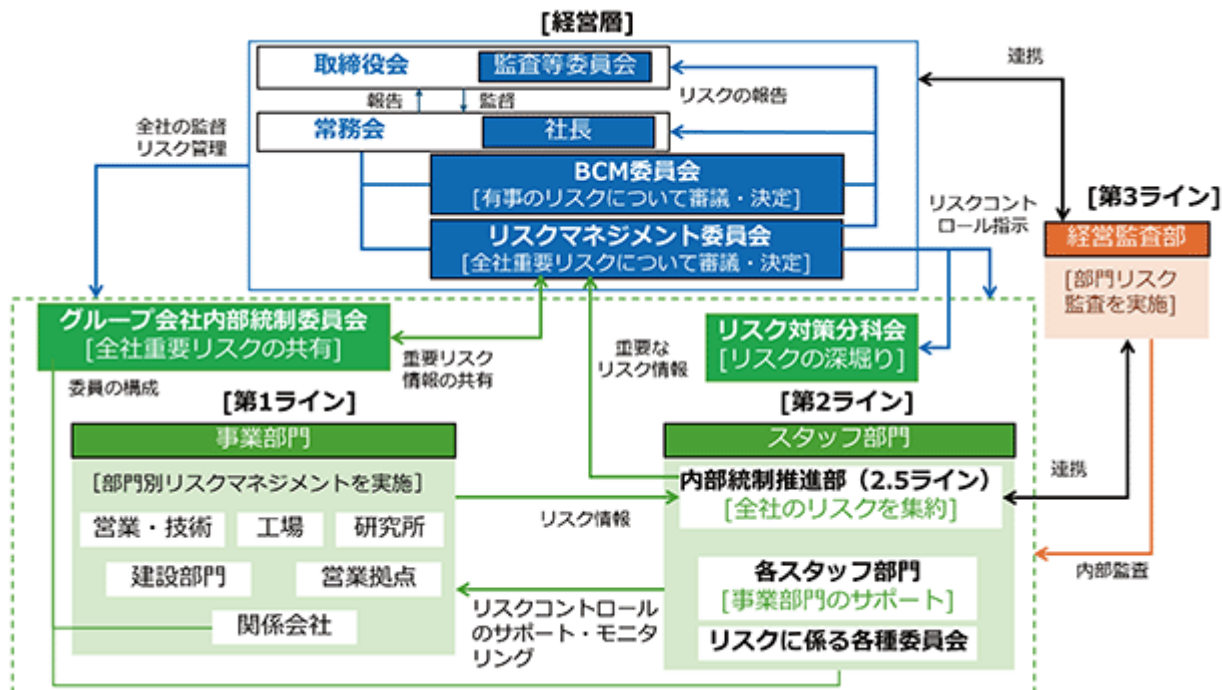 [経営層]
取締役会
監査等委員会
報告
監督
リスクの報告
連携
常務会
社長
全社の監督
リスク管理
BCM委員会
[有事のリスクについて審議・決定]
リスクマネジメント委員会
[全社重要リスクについて審議・決定]
リスクコント
ロール指示
[第3ライン]
経営監査部
[部門リスク
監査を実施]
グループ会社内部統制委員会
[全社重要リスクの共有]
重要リスク
情報の共有
重要な
リスク情報
リスク対策分科会
[リスクの深堀り]
委員の構成
[第1ライン]
事業部門
[部門別リスクマネジメントを実施]
営業・技術
工場
研究所
建設部門
営業拠点
関係会社
リスク情報
リスクコントロール
のサポート・モニタ
リング
[第2ライン]
スタッフ部門
内部統制推進部（2.5ライン）
[全社のリスクを集約]
各スタッフ部門
[事業部門のサポート]
リスクに係る各種委員会
連携
内部監査